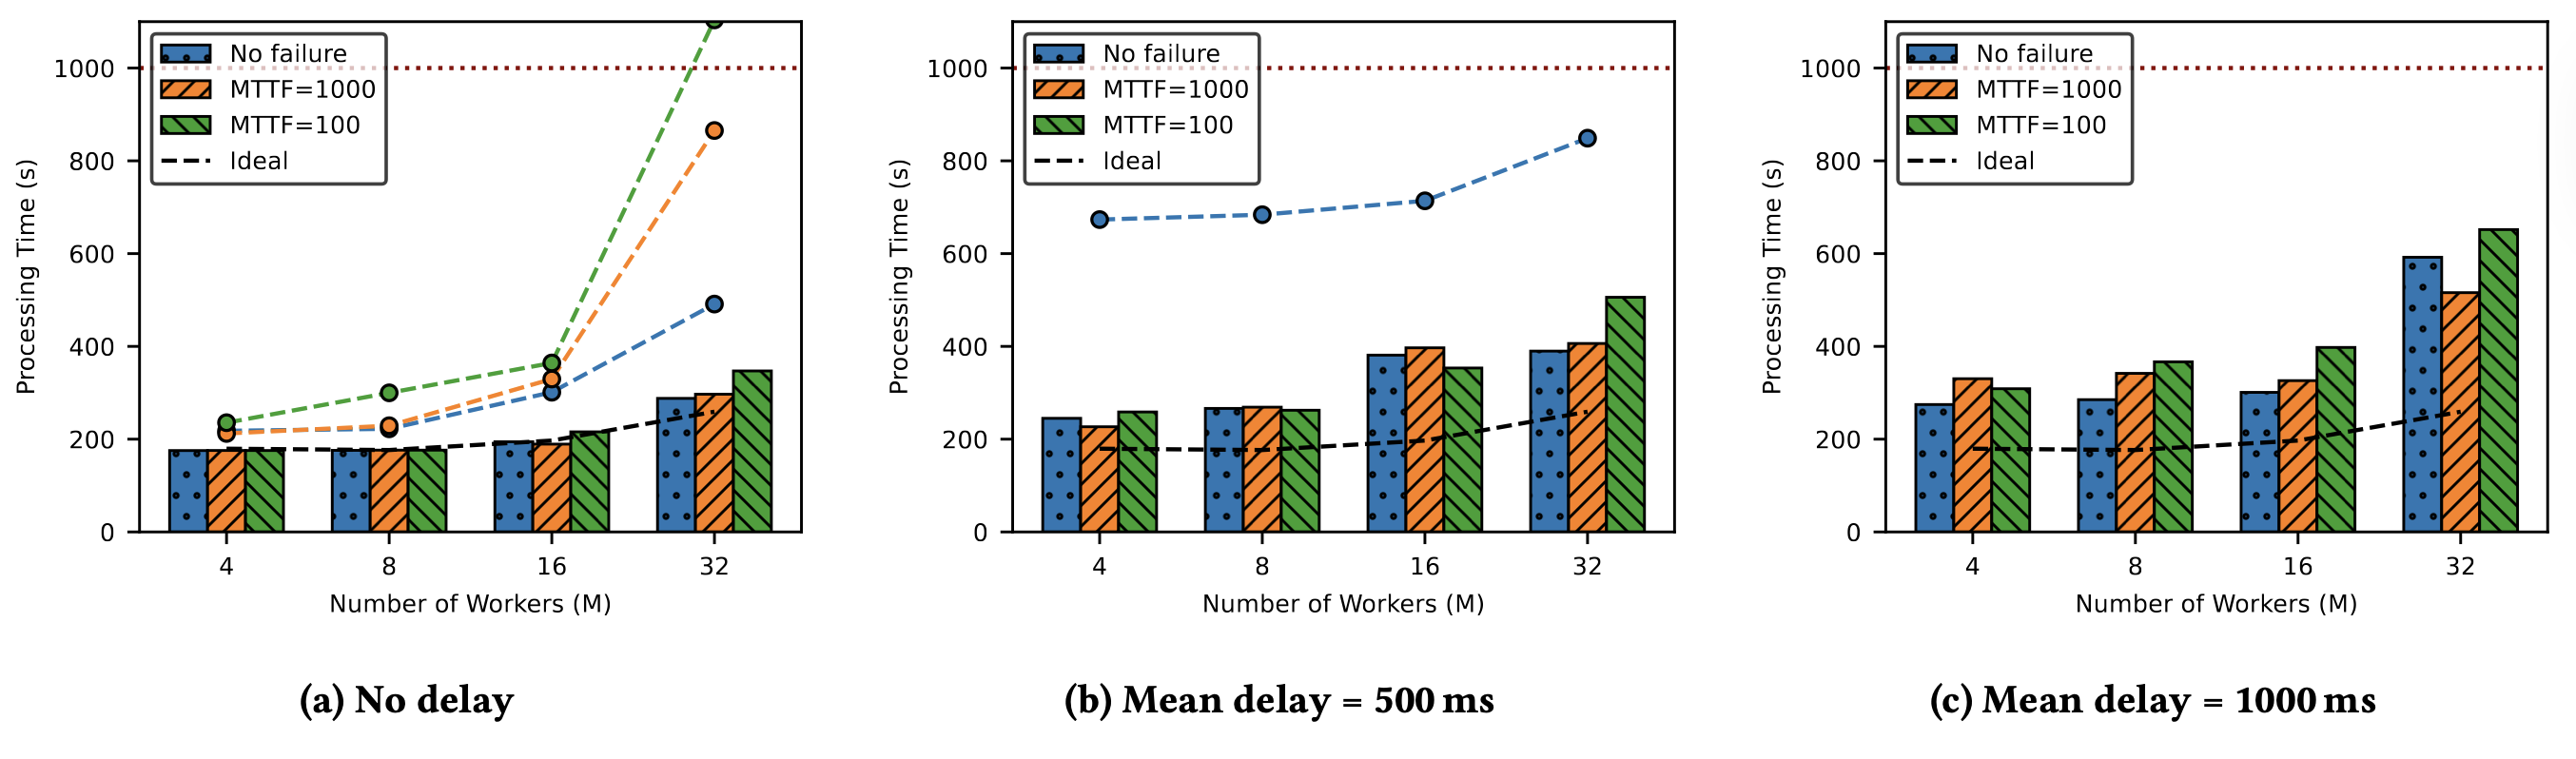 No failure
MTTF=1000
MTTF=100
Ideal
1000
800
600
400
200
0
Processing Time (s)
4 8 16 32
Number of Workers (M)
(a) No delay
No failure
MTTF=1000
MTTF=100
Ideal
1000
800
600
400
200
0
Processing Time (s)
4 8 16 32
Number of Workers (M)
(b) Mean delay = 500 ms
No failure
MTTF=1000
MTTF=100
Ideal
1000
800
600
400
200
0
Processing Time (s)
4 8 16 32
Number of Workers (M)
(c) Mean delay = 1000 ms